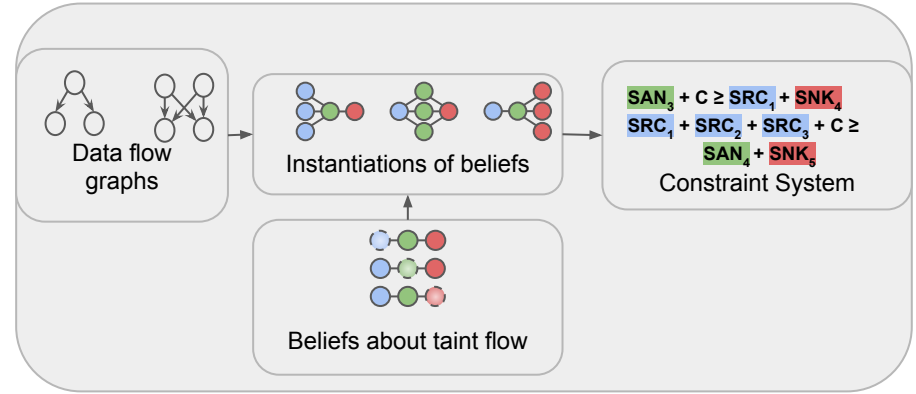 Data flow
graphs
Instantiations of beliefs
Beliefs about taint flow
SAN₃ + C ≥ SRC₁ + SNK₄
SRC₁ + SRC₂ + SRC₃ + C ≥
SAN₄ + SNK₅
Constraint System